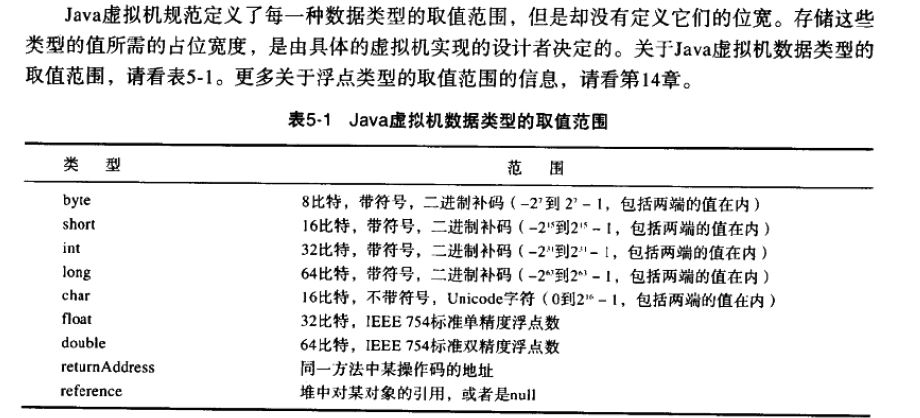 Java虚拟机规范定义了每一种数据类型的取值范围，但是却没有定义它们的位宽。存储这些
类型的值所需的占位宽度，是由具体的虚拟机实现的设计者决定的。关于Java虚拟机数据类型的
取值范围，请看表5-1。更多关于浮点类型的取值范围的信息，请看第14章。
表5-1 Java虚拟机数据类型的取值范围
类 型 范 围
byte 8比特，带符号，二进制补码（-2⁷到 2⁷ - 1，包括两端的值在内）
short 16比特，带符号，二进制补码（-2¹⁵到2¹⁵ - 1，包括两端的值在内）
int 32比特，带符号，二进制补码（-2³¹到2³¹ - 1，包括两端的值在内）
long 64比特，带符号，二进制补码（-2⁶³到2⁶³ - 1，包括两端的值在内）
char 16比特，不带符号，Unicode字符（0到2¹⁶ - 1，包括两端的值在内）
float 32比特，IEEE 754标准单精度浮点数
double 64比特，IEEE 754标准双精度浮点数
returnAddress 同一方法中某操作码的地址
reference 堆中对某对象的引用，或者是null